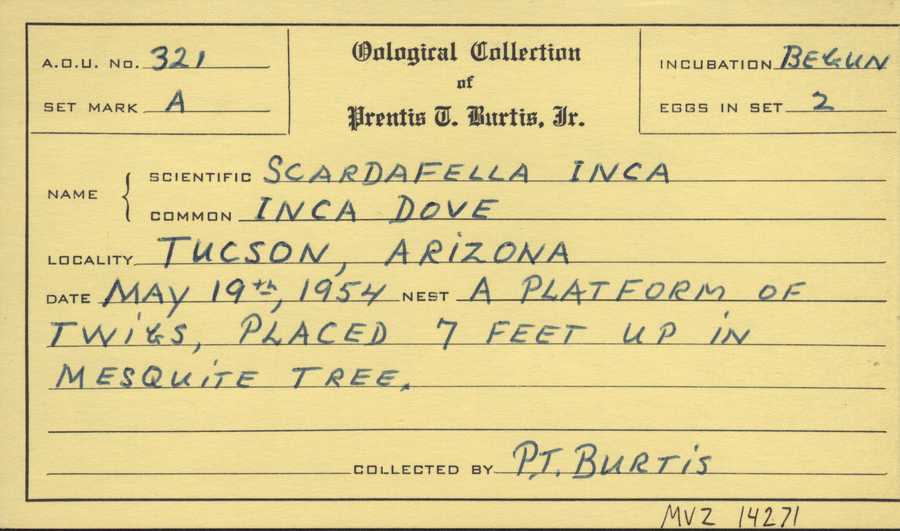 A.O.U. NO. 321
SET MARK A
Oological Collection
of
Prentis T. Burtis, Jr.
INCUBATION BEGUN
EGGS IN SET 2
NAME
SCIENTIFIC SCARDAFELLA INCA
COMMON INCA DOVE
LOCALITY TUCSON, ARIZONA
DATE MAY 19th, 1954 NEST A PLATFORM OF
TWIGS, PLACED 7 FEET UP IN
MESQUITE TREE.
COLLECTED BY P.T. BURTIS
MVZ 14271